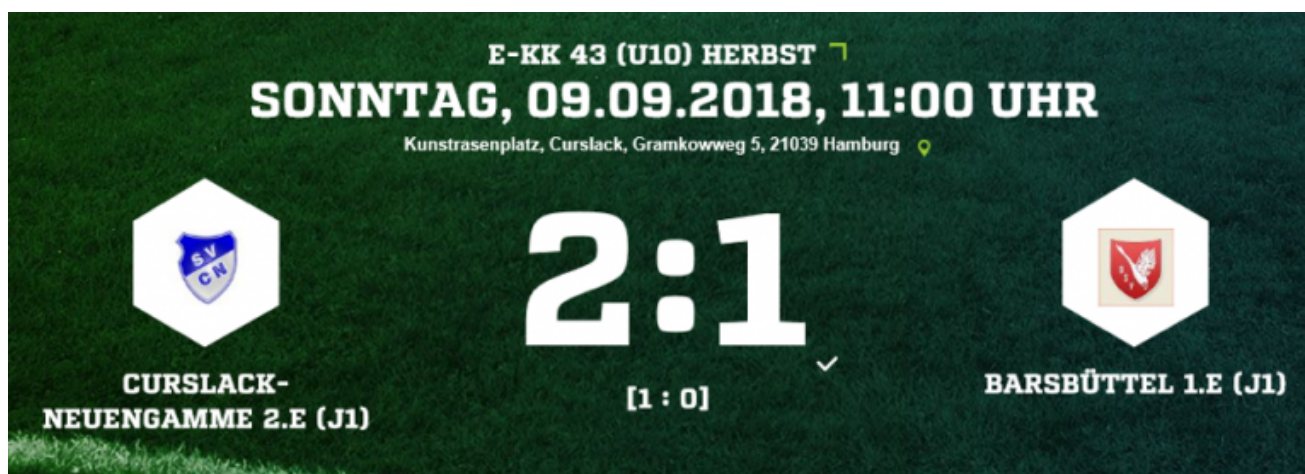 E-KK 43 (U10) HERBST
SONNTAG, 09.09.2018, 11:00 UHR
Kunstrasenplatz, Curslack, Gramkowweg 5, 21039 Hamburg
SV
CN
2:1
BSV
CURSLACK-
NEUENGAMME 2.E (J1)
[1 : 0]
BARSBÜTTEL 1.E (J1)